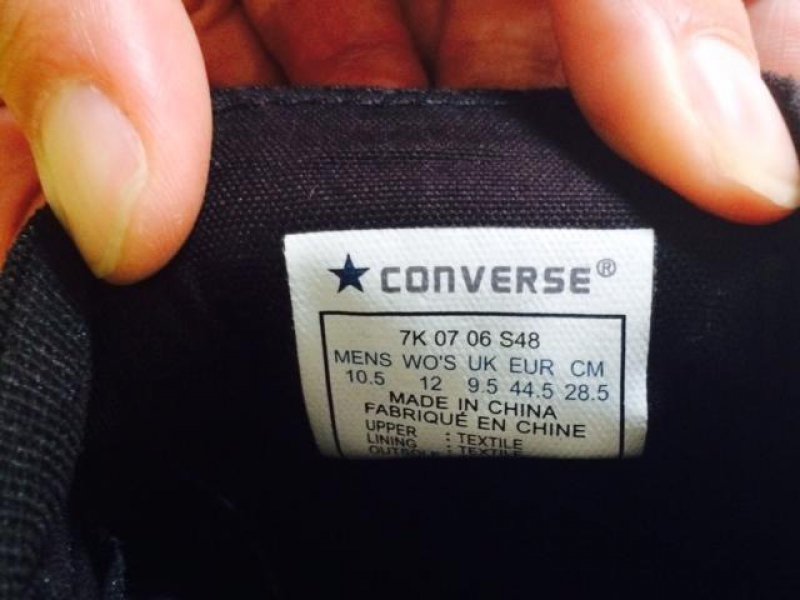 CONVERSE®
7K 07 06 S48
MENS WO'S UK EUR CM
10.5 12 9.5 44.5 28.5
MADE IN CHINA
FABRIQUÉ EN CHINE
UPPER : TEXTILE
LINING : TEXTILE